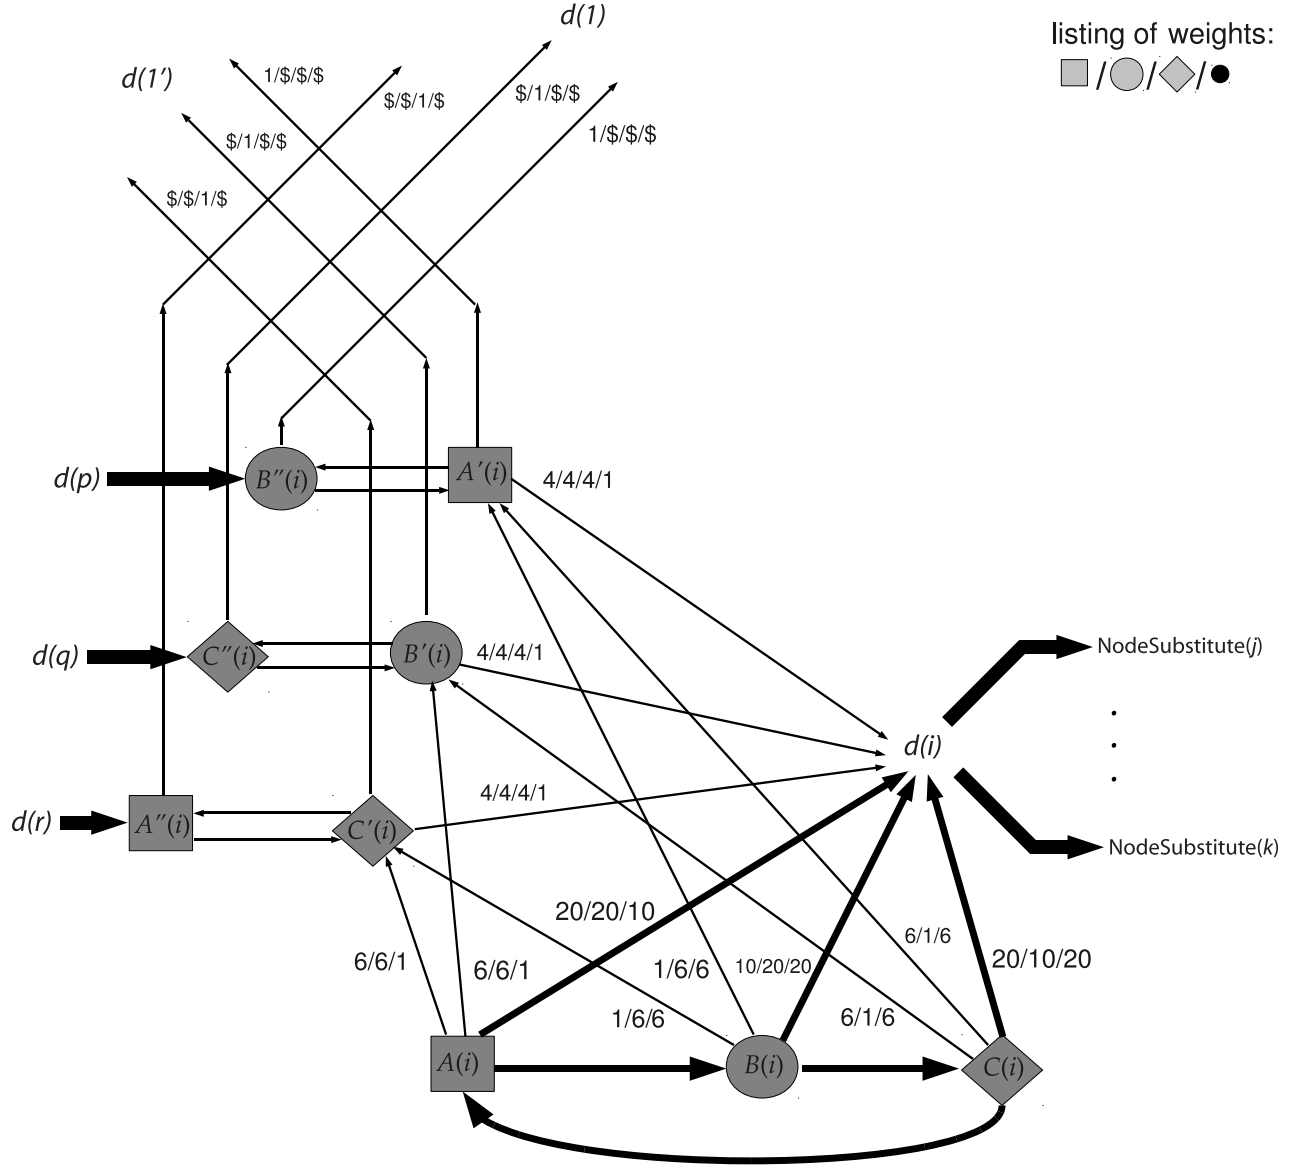 d(1)
listing of weights:
/ / /
d(1')
1/$/$/$
$/$/1/$
$/1/$/$
$/1/$/$
1/$/$/$
$/$/1/$
d(p)
B″(i)
A′(i)
4/4/4/1
d(q)
C″(i)
B′(i)
4/4/4/1
NodeSubstitute(j)
d(i)
4/4/4/1
d(r)
A″(i)
C′(i)
NodeSubstitute(k)
20/20/10
6/1/6
6/6/1
6/6/1
1/6/6
10/20/20
20/10/20
1/6/6
6/1/6
A(i)
B(i)
C(i)